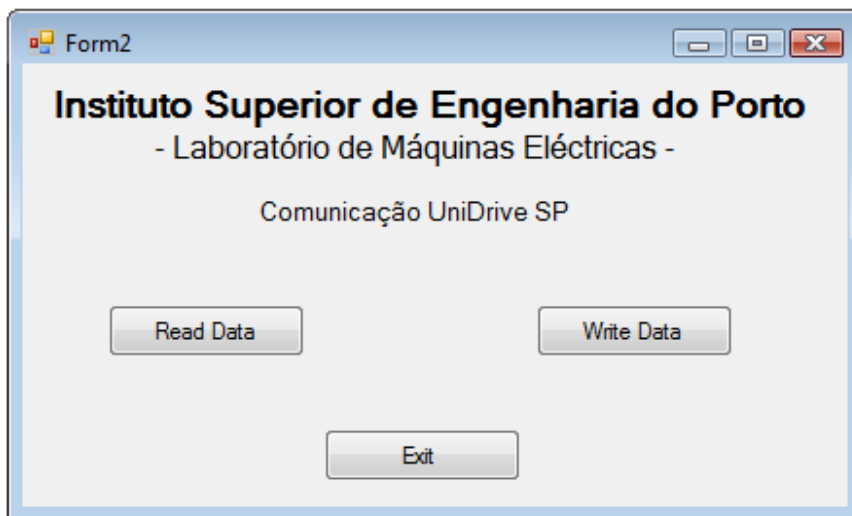 Form2
Instituto Superior de Engenharia do Porto
- Laboratório de Máquinas Eléctricas -
Comunicação UniDrive SP
Read Data
Write Data
Exit